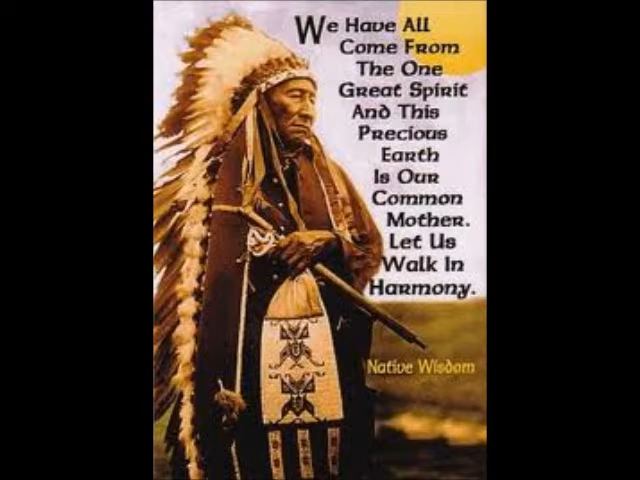 We Have All
Come From
The One
Great Spirit
And This
Precious
Earth
Is Our
Common
Mother.
Let Us
Walk In
Harmony.
Native Wisdom